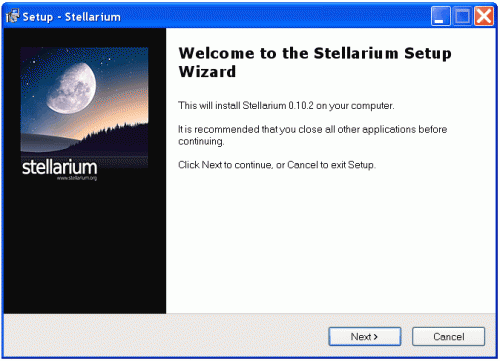 Setup - Stellarium
Welcome to the Stellarium Setup
Wizard
This will install Stellarium 0.10.2 on your computer.
It is recommended that you close all other applications before
continuing.
Click Next to continue, or Cancel to exit Setup.
stellarium
www.stellarium.org
Next >
Cancel